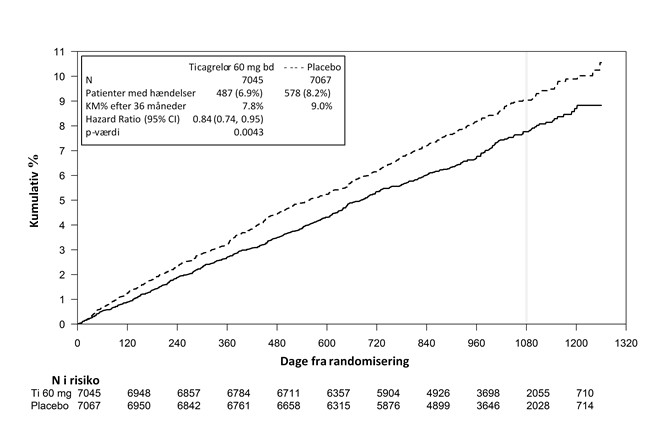 11
10
9
8
7
6
5
4
3
2
1
0
Kumulativ %
Ticagrelor 60 mg bd ---- Placebo
N 7045 7067
Patienter med hændelser 487 (6.9%) 578 (8.2%)
KM% efter 36 måneder 7.8% 9.0%
Hazard Ratio (95% CI) 0.84 (0.74, 0.95)
p-værdi 0.0043
0 120 240 360 480 600 720 840 960 1080 1200 1320
Dage fra randomisering
N i risiko
Ti 60 mg 7045 6948 6857 6784 6711 6357 5904 4926 3698 2055 710
Placebo 7067 6950 6842 6761 6658 6315 5876 4899 3646 2028 714